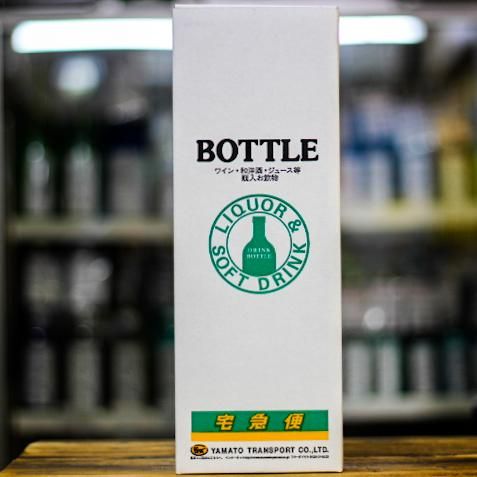 BOTTLE
ワイン・和洋酒・ジュース等
瓶入お飲物
LIQUOR &
SOFT DRINK
DRINK
BOTTLE
宅急便
YAMATO TRANSPORT CO.,LTD.